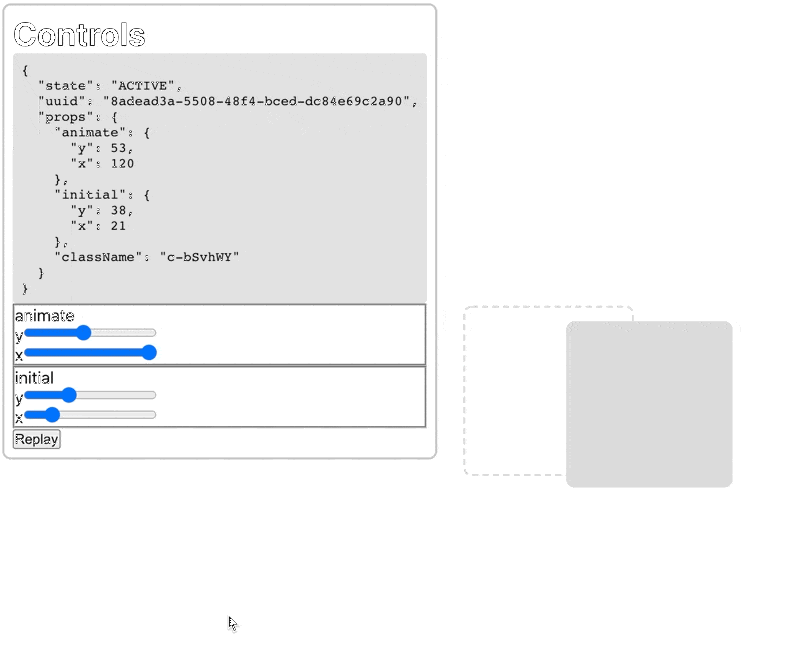 Controls
{
"state": "ACTIVE",
"uuid": "8adead3a-5508-48f4-bced-dc84e69c2a90",
"props": {
"animate": {
"y": 53,
"x": 120
},
"initial": {
"y": 38,
"x": 21
},
"className": "c-bSvhWY"
}
}
animate
y
x
initial
y
x
Replay